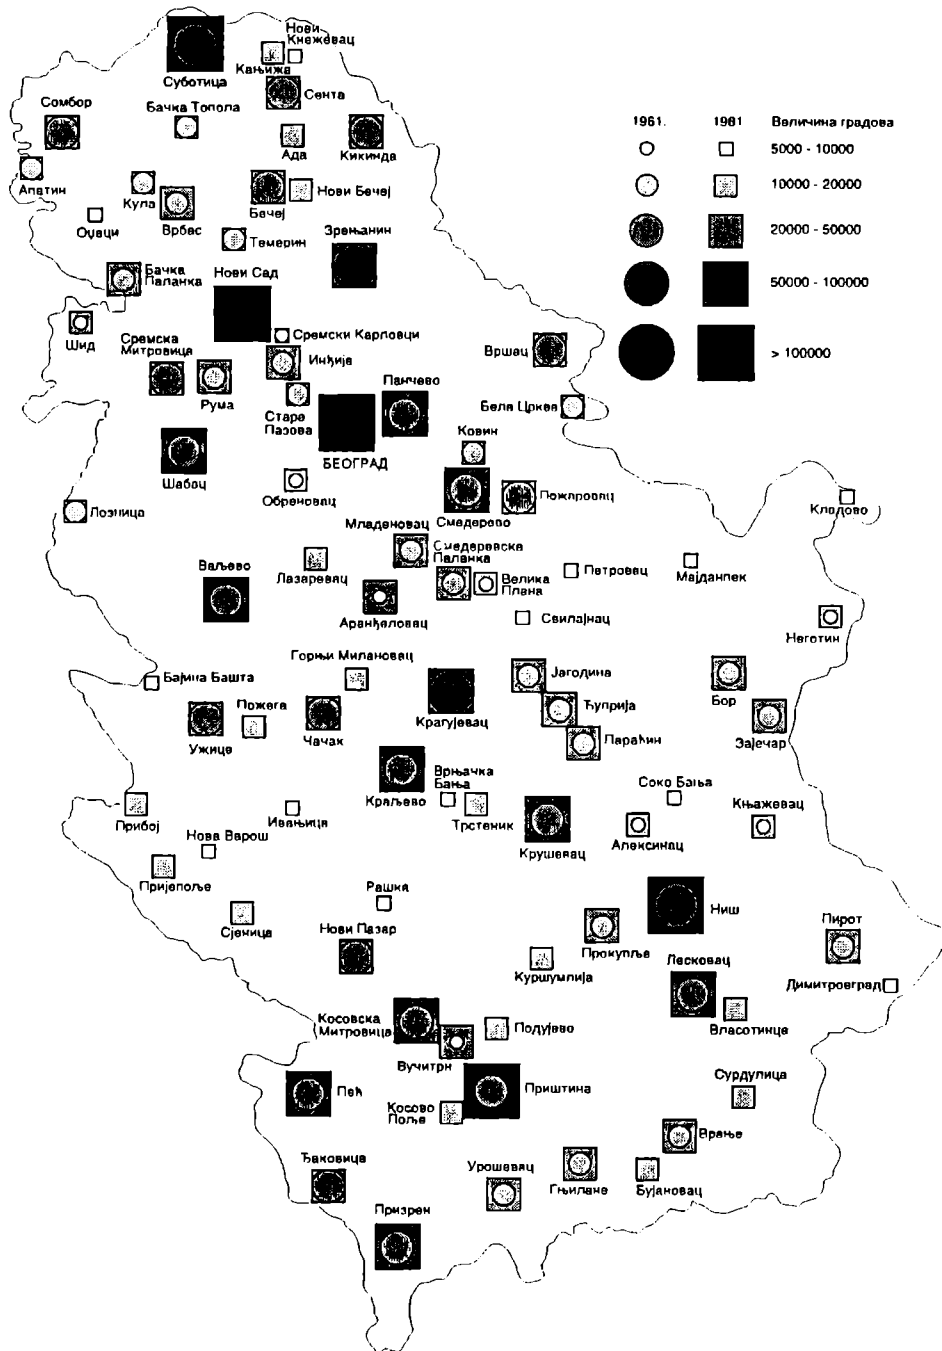 Нови
Кнежевац
Кањижа
Суботица
Сента
Сомбор
Бачка Топола
Ада
Кикинда
1961.
1981
Величина градова
5000 - 10000
10000 - 20000
20000 - 50000
50000 - 100000
> 100000
Апатин
Кула
Врбас
Бечеј
Нови Бечеј
Оџаци
Темерин
Зрењанин
Бачка
Паланка
Нови Сад
Шид
Сремски Карловци
Сремска
Митровица
Инђија
Вршац
Рума
Стара
Пазова
Панчево
Бела Црква
БЕОГРАД
Ковин
Шабац
Обреновац
Смедерево
Пожаревац
Лозница
Кладово
Младеновац
Смедеревска
Паланка
Лазаревац
Ваљево
Велика
Плана
Петровац
Мајданпек
Аранђеловац
Свилајнац
Неготин
Горњи Милановац
Бајина Башта
Јагодина
Пожега
Ћуприја
Бор
Ужице
Чачак
Крагујевац
Параћин
Зајечар
Краљево
Врњачка
Бања
Соко Бања
Прибој
Ивањица
Трстеник
Књажевац
Крушевац
Алексинац
Нова Варош
Пријепоље
Рашка
Сјеница
Нови Пазар
Ниш
Пирот
Прокупље
Куршумлија
Лесковац
Димитровград
Косовска
Митровица
Подујево
Власотинце
Вучитрн
Пећ
Приштина
Сурдулица
Косово
Поље
Врање
Ђаковица
Урошевац
Гњилане
Бујановац
Призрен